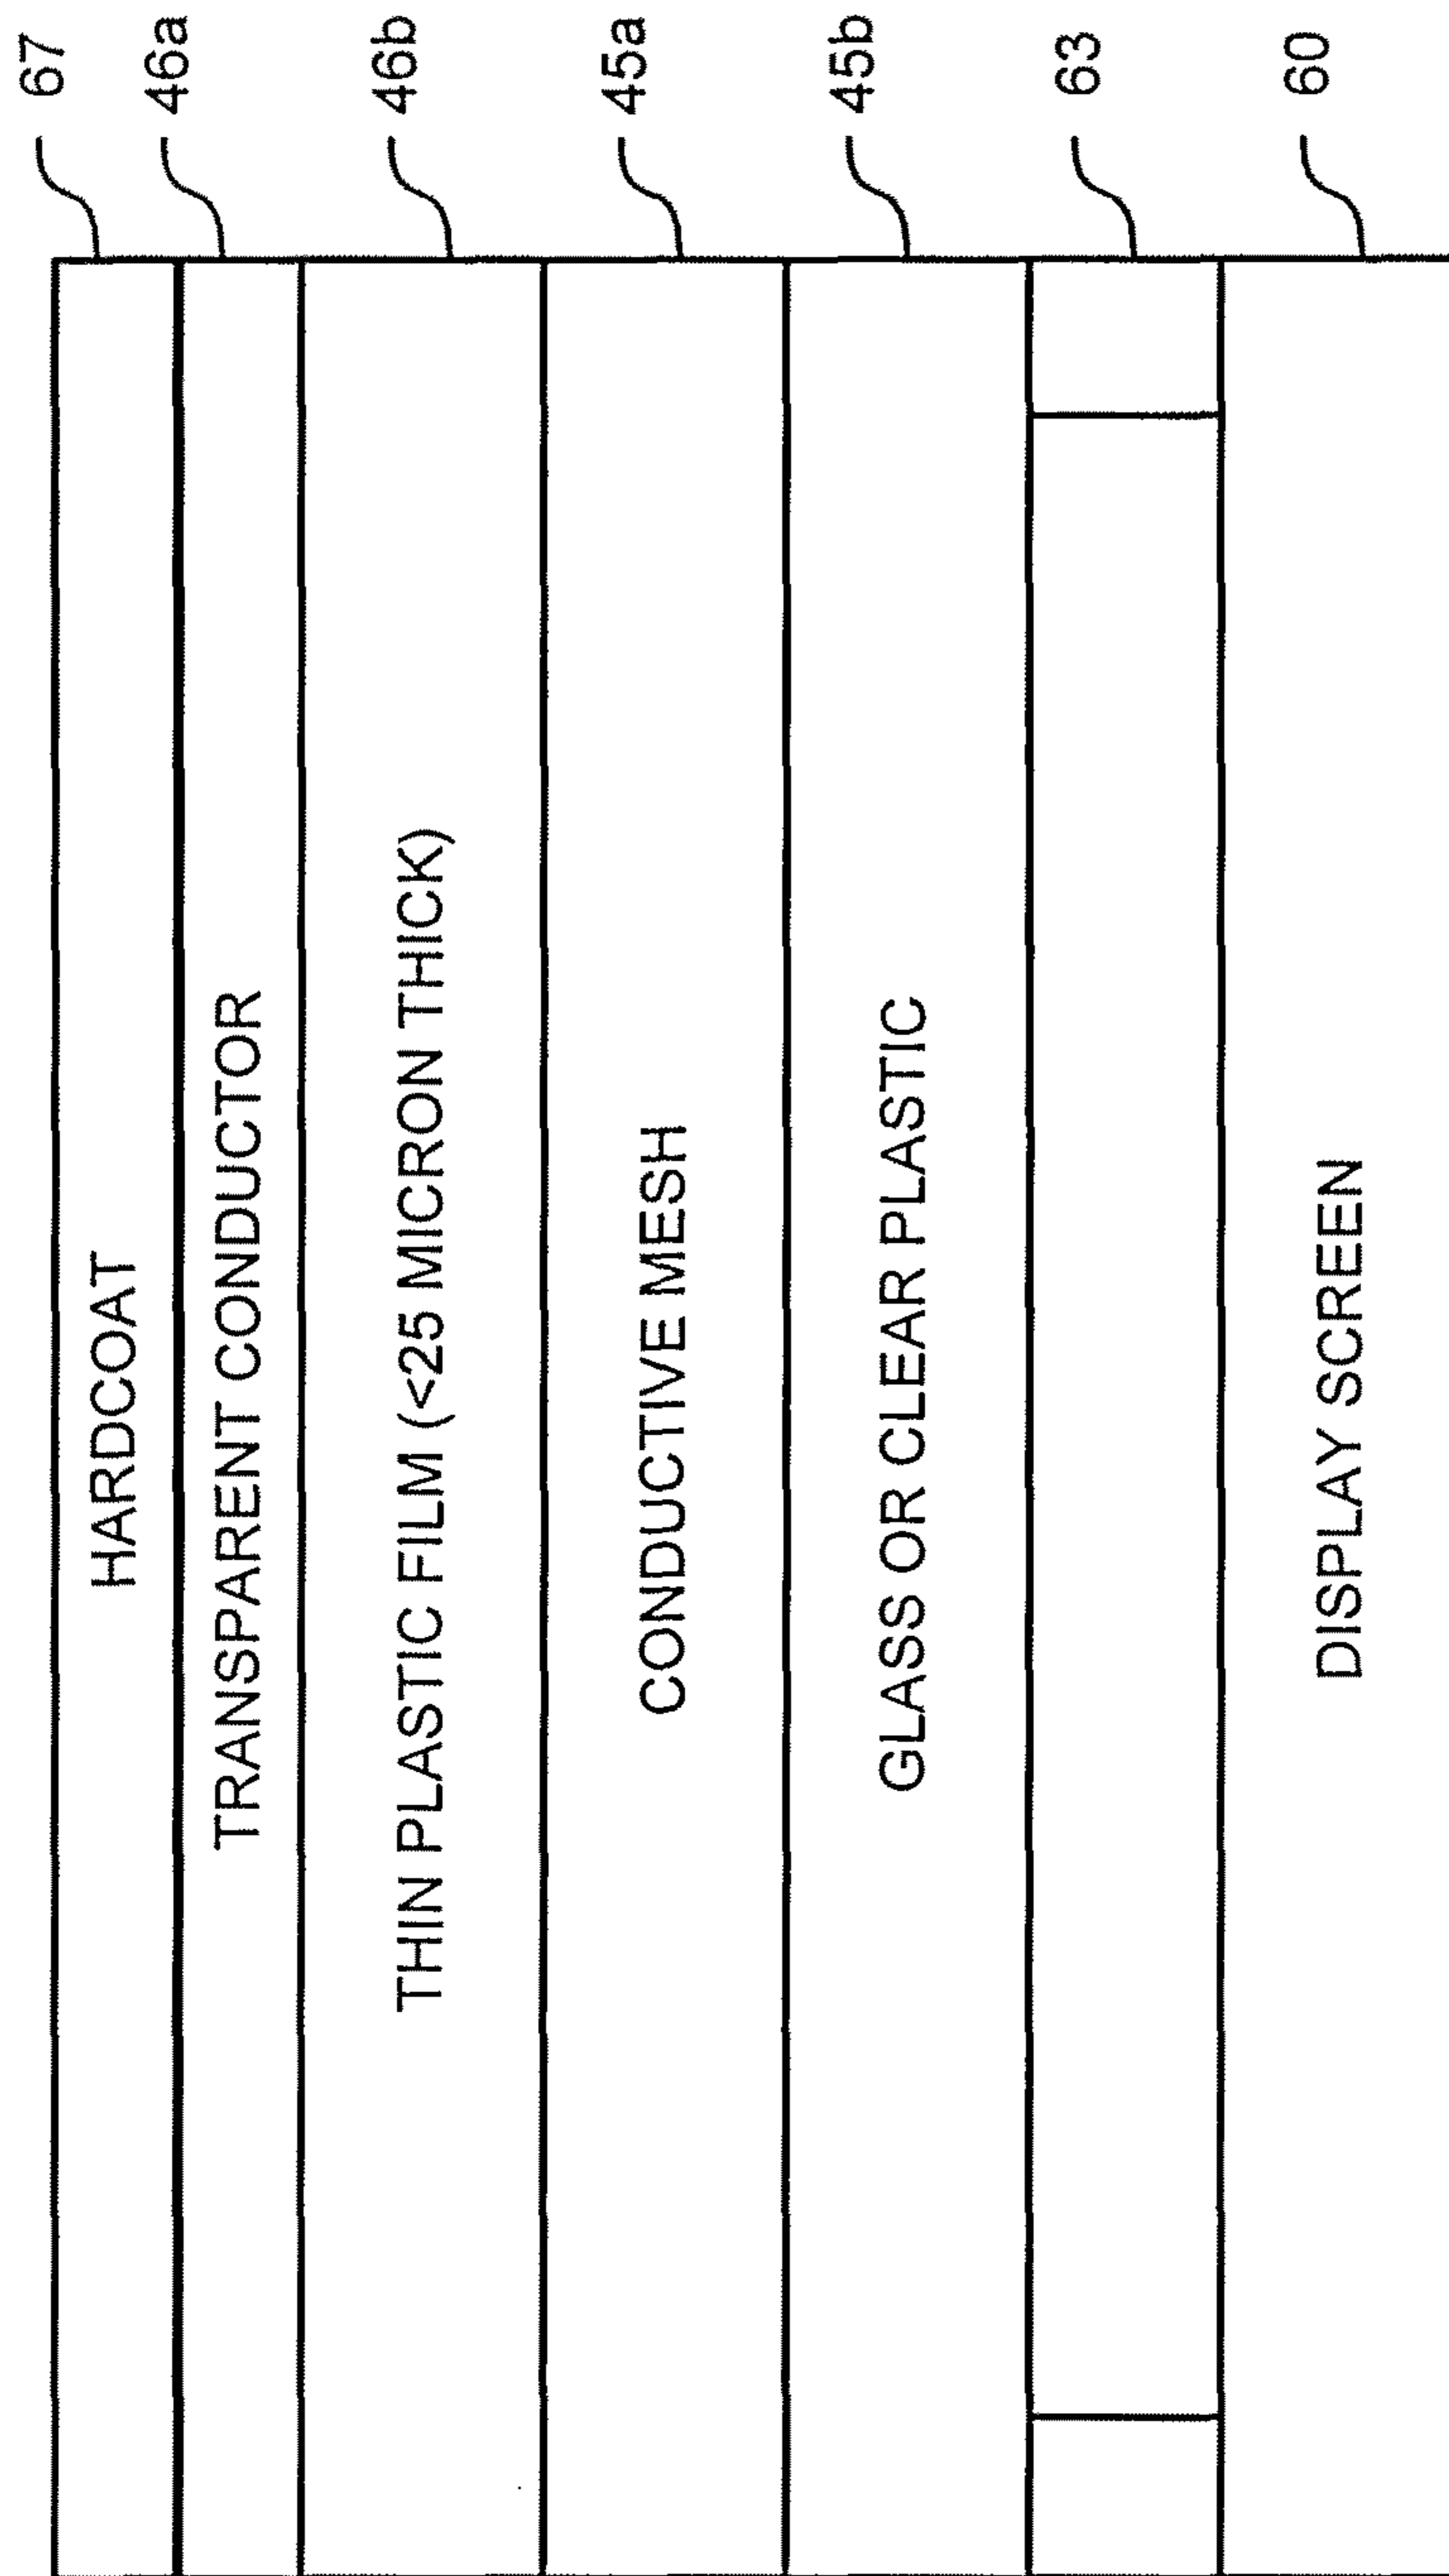 HARDCOAT
67
TRANSPARENT CONDUCTOR
46a
THIN PLASTIC FILM (<25 MICRON THICK)
46b
CONDUCTIVE MESH
45a
GLASS OR CLEAR PLASTIC
45b
63
DISPLAY SCREEN
60